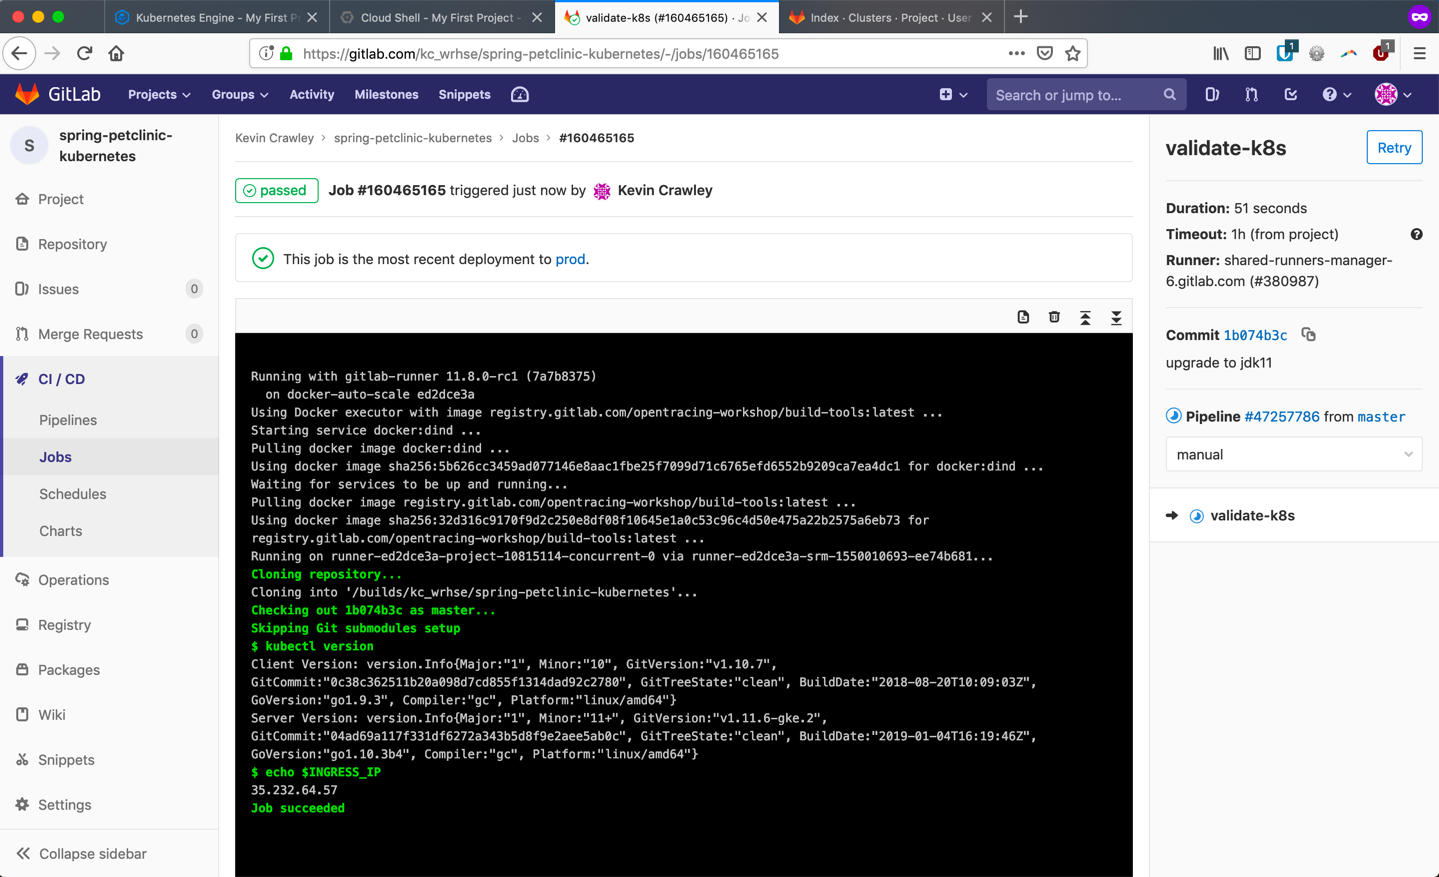 Kubernetes Engine - My First P
Cloud Shell - My First Project -
validate-k8s (#160465165) · Jo
Index · Clusters · Project · User
https://gitlab.com/kc_wrhse/spring-petclinic-kubernetes/-/jobs/160465165
1
1
GitLab
Projects
Groups
Activity
Milestones
Snippets
Search or jump to...
S
spring-petclinic-
kubernetes
Project
Repository
Issues 0
Merge Requests 0
CI / CD
Pipelines
Jobs
Schedules
Charts
Operations
Registry
Packages
Wiki
Snippets
Settings
Collapse sidebar
Kevin Crawley > spring-petclinic-kubernetes > Jobs > #160465165
passed Job #160465165 triggered just now by Kevin Crawley
This job is the most recent deployment to prod.
Running with gitlab-runner 11.8.0-rc1 (7a7b8375)
on docker-auto-scale ed2dce3a
Using Docker executor with image registry.gitlab.com/opentracing-workshop/build-tools:latest ...
Starting service docker:dind ...
Pulling docker image docker:dind ...
Using docker image sha256:5b626cc3459ad077146e8aac1fbe25f7099d71c6765efd6552b9209ca7ea4dc1 for docker:dind ...
Waiting for services to be up and running...
Pulling docker image registry.gitlab.com/opentracing-workshop/build-tools:latest ...
Using docker image sha256:32d316c9170f9d2c250e8df08f10645e1a0c53c96c4d50e475a22b2575a6eb73 for
registry.gitlab.com/opentracing-workshop/build-tools:latest ...
Running on runner-ed2dce3a-project-10815114-concurrent-0 via runner-ed2dce3a-srm-1550010693-ee74b681...
Cloning repository...
Cloning into '/builds/kc_wrhse/spring-petclinic-kubernetes'...
Checking out 1b074b3c as master...
Skipping Git submodules setup
$ kubectl version
Client Version: version.Info{Major:"1", Minor:"10", GitVersion:"v1.10.7",
GitCommit:"0c38c362511b20a098d7cd855f1314dad92c2780", GitTreeState:"clean", BuildDate:"2018-08-20T10:09:03Z",
GoVersion:"go1.9.3", Compiler:"gc", Platform:"linux/amd64"}
Server Version: version.Info{Major:"1", Minor:"11+", GitVersion:"v1.11.6-gke.2",
GitCommit:"04ad69a117f331df6272a343b5d8f9e2aee5ab0c", GitTreeState:"clean", BuildDate:"2019-01-04T16:19:46Z",
GoVersion:"go1.10.3b4", Compiler:"gc", Platform:"linux/amd64"}
$ echo $INGRESS_IP
35.232.64.57
Job succeeded
validate-k8s
Retry
Duration: 51 seconds
Timeout: 1h (from project)
Runner: shared-runners-manager-
6.gitlab.com (#380987)
Commit 1b074b3c
upgrade to jdk11
Pipeline #47257786 from master
manual
validate-k8s